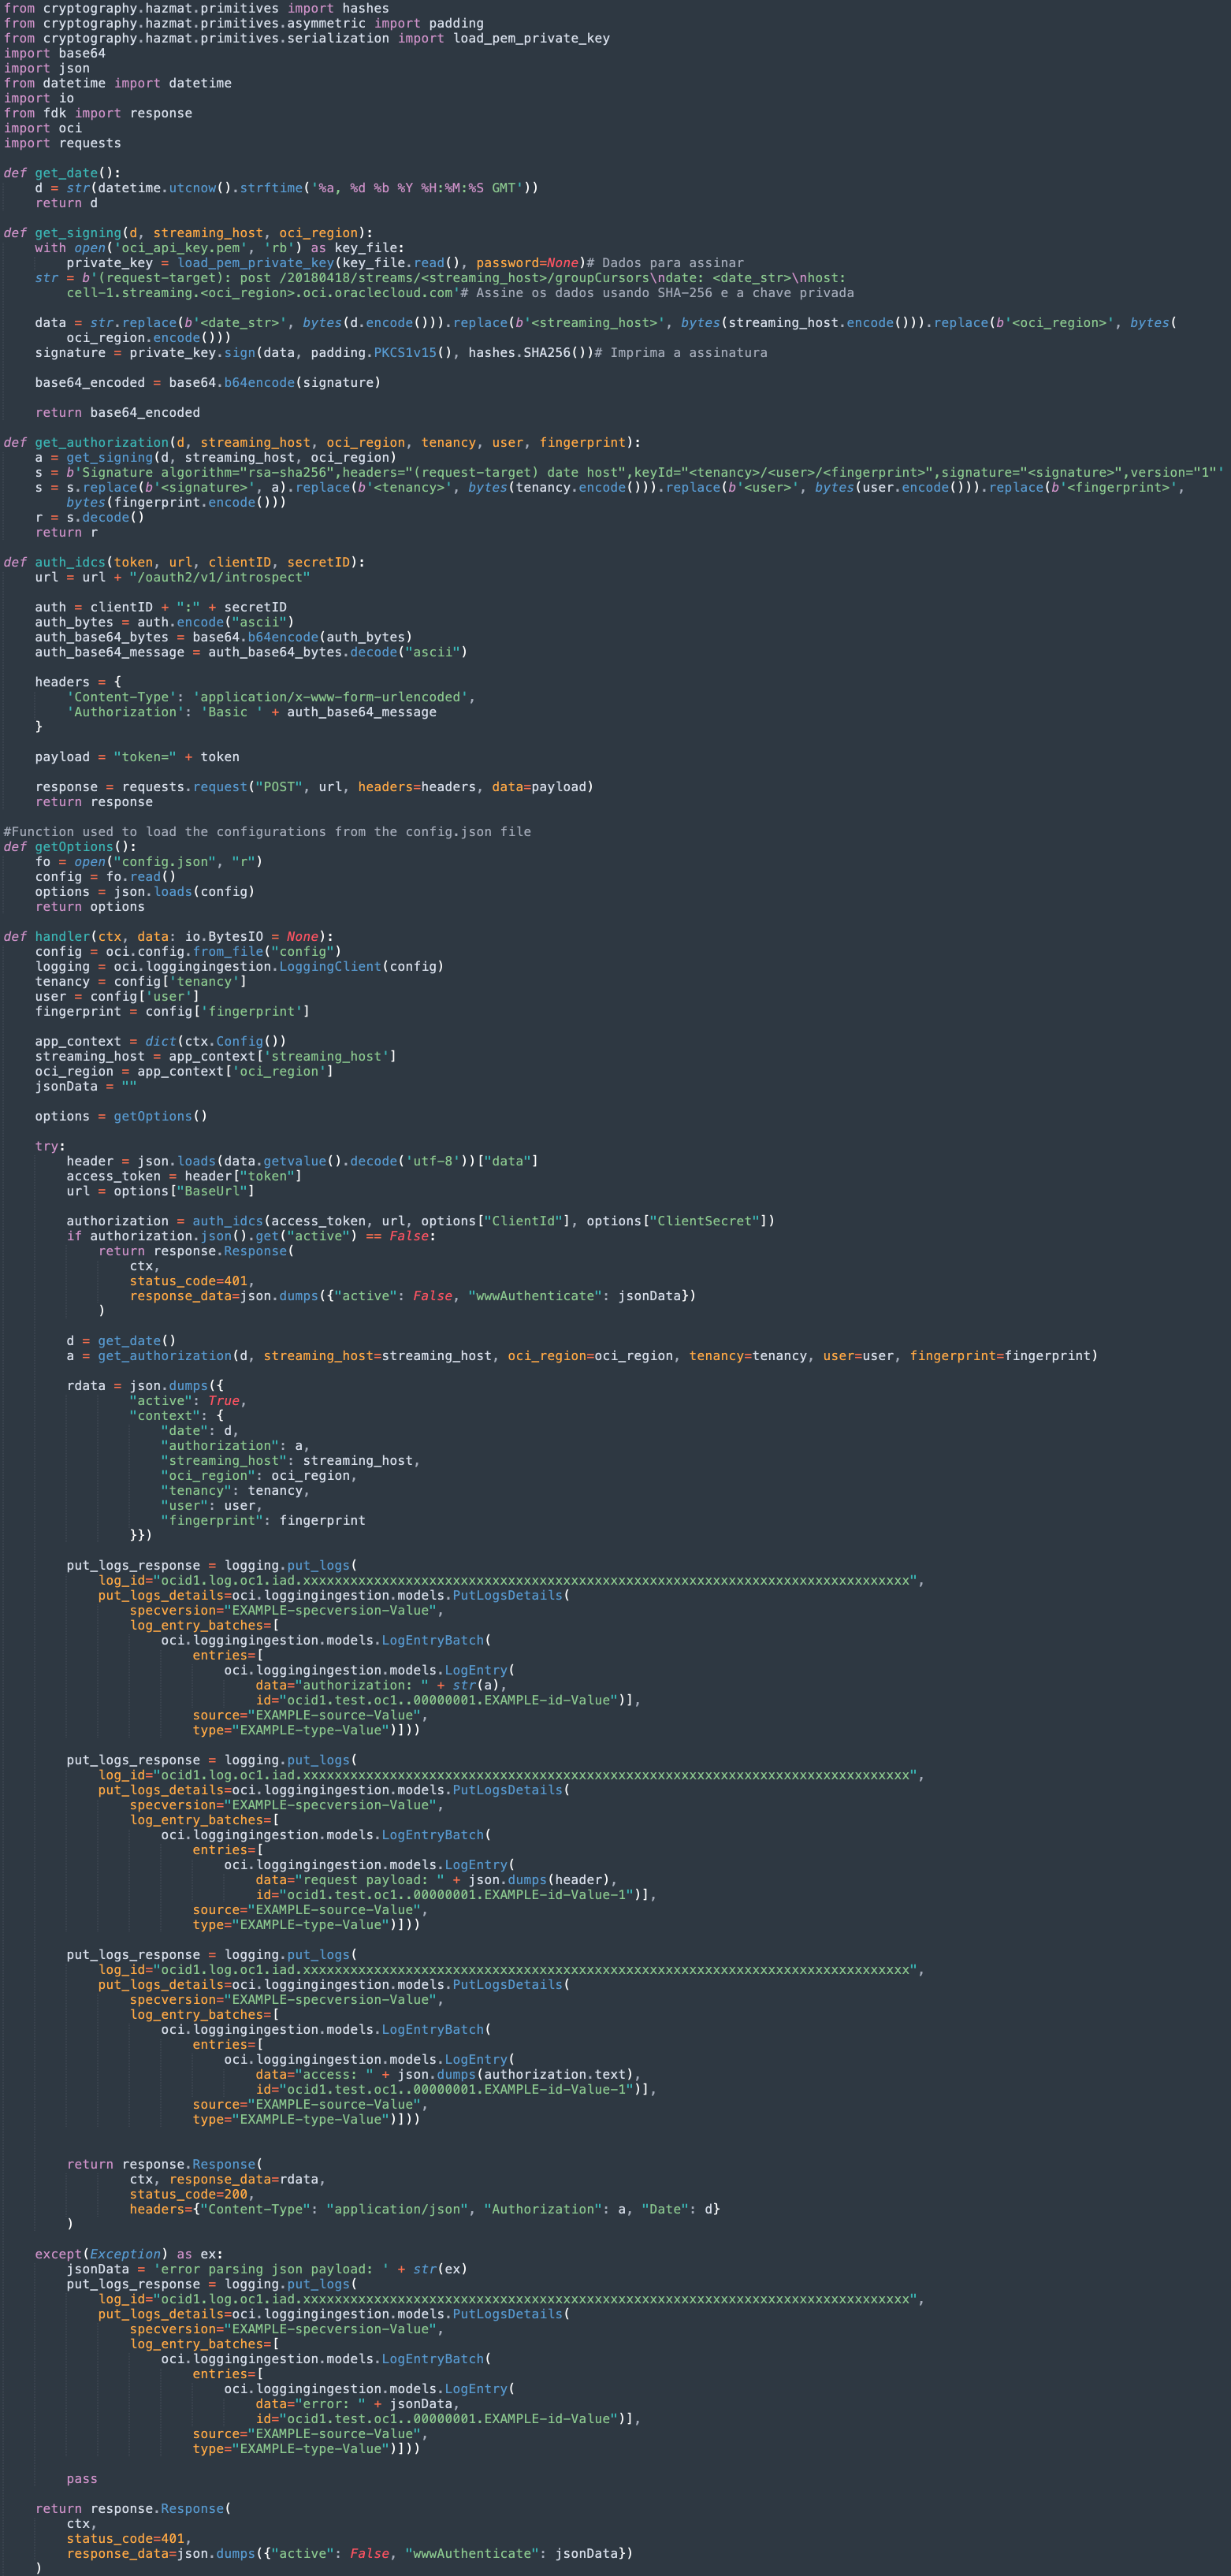 from cryptography.hazmat.primitives import hashes
from cryptography.hazmat.primitives.asymmetric import padding
from cryptography.hazmat.primitives.serialization import load_pem_private_key
import base64
import json
from datetime import datetime
import io
from fdk import response
import oci
import requests

def get_date():
    d = str(datetime.utcnow().strftime('%a, %d %b %Y %H:%M:%S GMT'))
    return d

def get_signing(d, streaming_host, oci_region):
    with open('oci_api_key.pem', 'rb') as key_file:
        private_key = load_pem_private_key(key_file.read(), password=None)# Dados para assinar
    str = b'(request-target): post /20180418/streams/<streaming_host>/groupCursors\ndate: <date_str>\nhost:
        cell-1.streaming.<oci_region>.oci.oraclecloud.com'# Assine os dados usando SHA-256 e a chave privada

    data = str.replace(b'<date_str>', bytes(d.encode())).replace(b'<streaming_host>', bytes(streaming_host.encode())).replace(b'<oci_region>', bytes(
        oci_region.encode()))
    signature = private_key.sign(data, padding.PKCS1v15(), hashes.SHA256())# Imprima a assinatura

    base64_encoded = base64.b64encode(signature)

    return base64_encoded

def get_authorization(d, streaming_host, oci_region, tenancy, user, fingerprint):
    a = get_signing(d, streaming_host, oci_region)
    s = b'Signature algorithm="rsa-sha256",headers="(request-target) date host",keyId="<tenancy>/<user>/<fingerprint>",signature="<signature>",version="1"'
    s = s.replace(b'<signature>', a).replace(b'<tenancy>', bytes(tenancy.encode())).replace(b'<user>', bytes(user.encode())).replace(b'<fingerprint>',
        bytes(fingerprint.encode()))
    r = s.decode()
    return r

def auth_idcs(token, url, clientID, secretID):
    url = url + "/oauth2/v1/introspect"

    auth = clientID + ":" + secretID
    auth_bytes = auth.encode("ascii")
    auth_base64_bytes = base64.b64encode(auth_bytes)
    auth_base64_message = auth_base64_bytes.decode("ascii")

    headers = {
        'Content-Type': 'application/x-www-form-urlencoded',
        'Authorization': 'Basic ' + auth_base64_message
    }

    payload = "token=" + token

    response = requests.request("POST", url, headers=headers, data=payload)
    return response

#Function used to load the configurations from the config.json file
def getOptions():
    fo = open("config.json", "r")
    config = fo.read()
    options = json.loads(config)
    return options

def handler(ctx, data: io.BytesIO = None):
    config = oci.config.from_file("config")
    logging = oci.loggingingestion.LoggingClient(config)
    tenancy = config['tenancy']
    user = config['user']
    fingerprint = config['fingerprint']

    app_context = dict(ctx.Config())
    streaming_host = app_context['streaming_host']
    oci_region = app_context['oci_region']
    jsonData = ""

    options = getOptions()

    try:
        header = json.loads(data.getvalue().decode('utf-8'))["data"]
        access_token = header["token"]
        url = options["BaseUrl"]

        authorization = auth_idcs(access_token, url, options["ClientId"], options["ClientSecret"])
        if authorization.json().get("active") == False:
            return response.Response(
                ctx,
                status_code=401,
                response_data=json.dumps({"active": False, "wwwAuthenticate": jsonData})
            )

        d = get_date()
        a = get_authorization(d, streaming_host=streaming_host, oci_region=oci_region, tenancy=tenancy, user=user, fingerprint=fingerprint)

        rdata = json.dumps({
                "active": True,
                "context": {
                    "date": d,
                    "authorization": a,
                    "streaming_host": streaming_host,
                    "oci_region": oci_region,
                    "tenancy": tenancy,
                    "user": user,
                    "fingerprint": fingerprint
                }})

        put_logs_response = logging.put_logs(
            log_id="ocid1.log.oc1.iad.xxxxxxxxxxxxxxxxxxxxxxxxxxxxxxxxxxxxxxxxxxxxxxxxxxxxxxxxxxxxxxxxxxxxxxxxxxxxx",
            put_logs_details=oci.loggingingestion.models.PutLogsDetails(
                specversion="EXAMPLE-specversion-Value",
                log_entry_batches=[
                    oci.loggingingestion.models.LogEntryBatch(
                        entries=[
                            oci.loggingingestion.models.LogEntry(
                                data="authorization: " + str(a),
                                id="ocid1.test.oc1..00000001.EXAMPLE-id-Value")],
                        source="EXAMPLE-source-Value",
                        type="EXAMPLE-type-Value")]))

        put_logs_response = logging.put_logs(
            log_id="ocid1.log.oc1.iad.xxxxxxxxxxxxxxxxxxxxxxxxxxxxxxxxxxxxxxxxxxxxxxxxxxxxxxxxxxxxxxxxxxxxxxxxxxxxx",
            put_logs_details=oci.loggingingestion.models.PutLogsDetails(
                specversion="EXAMPLE-specversion-Value",
                log_entry_batches=[
                    oci.loggingingestion.models.LogEntryBatch(
                        entries=[
                            oci.loggingingestion.models.LogEntry(
                                data="request payload: " + json.dumps(header),
                                id="ocid1.test.oc1..00000001.EXAMPLE-id-Value-1")],
                        source="EXAMPLE-source-Value",
                        type="EXAMPLE-type-Value")]))

        put_logs_response = logging.put_logs(
            log_id="ocid1.log.oc1.iad.xxxxxxxxxxxxxxxxxxxxxxxxxxxxxxxxxxxxxxxxxxxxxxxxxxxxxxxxxxxxxxxxxxxxxxxxxxxxx",
            put_logs_details=oci.loggingingestion.models.PutLogsDetails(
                specversion="EXAMPLE-specversion-Value",
                log_entry_batches=[
                    oci.loggingingestion.models.LogEntryBatch(
                        entries=[
                            oci.loggingingestion.models.LogEntry(
                                data="access: " + json.dumps(authorization.text),
                                id="ocid1.test.oc1..00000001.EXAMPLE-id-Value-1")],
                        source="EXAMPLE-source-Value",
                        type="EXAMPLE-type-Value")]))


        return response.Response(
                ctx, response_data=rdata,
                status_code=200,
                headers={"Content-Type": "application/json", "Authorization": a, "Date": d}
        )

    except(Exception) as ex:
        jsonData = 'error parsing json payload: ' + str(ex)
        put_logs_response = logging.put_logs(
            log_id="ocid1.log.oc1.iad.xxxxxxxxxxxxxxxxxxxxxxxxxxxxxxxxxxxxxxxxxxxxxxxxxxxxxxxxxxxxxxxxxxxxxxxxxxxxx",
            put_logs_details=oci.loggingingestion.models.PutLogsDetails(
                specversion="EXAMPLE-specversion-Value",
                log_entry_batches=[
                    oci.loggingingestion.models.LogEntryBatch(
                        entries=[
                            oci.loggingingestion.models.LogEntry(
                                data="error: " + jsonData,
                                id="ocid1.test.oc1..00000001.EXAMPLE-id-Value")],
                        source="EXAMPLE-source-Value",
                        type="EXAMPLE-type-Value")]))

        pass

    return response.Response(
        ctx,
        status_code=401,
        response_data=json.dumps({"active": False, "wwwAuthenticate": jsonData})
    )